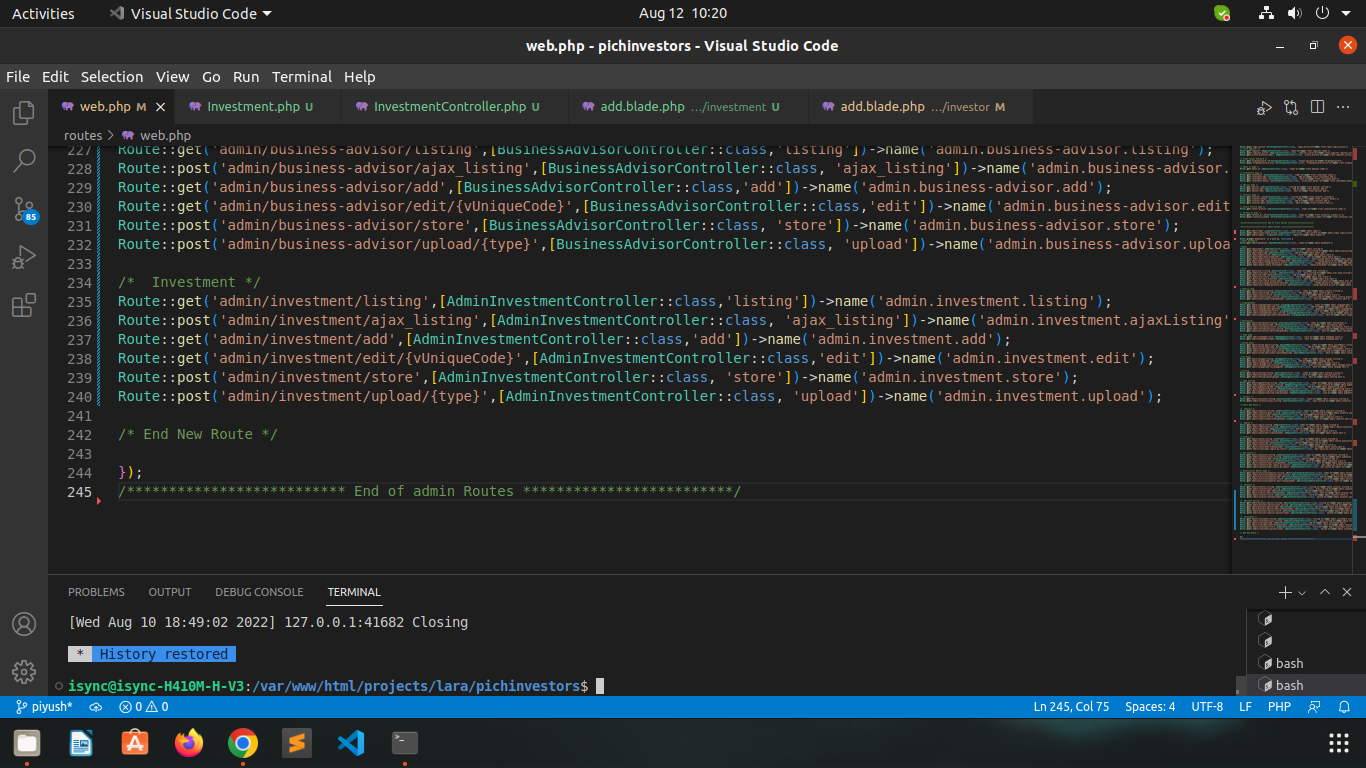 Activities Visual Studio Code Aug 12 10:20
web.php - pichinvestors - Visual Studio Code
File Edit Selection View Go Run Terminal Help
web.php M Investment.php U InvestmentController.php U add.blade.php .../investment U add.blade.php .../investor M
routes > web.php
227 Route::get('admin/business-advisor/listing',[BusinessAdvisorController::class,'listing'])->name('admin.business-advisor.listing');
228 Route::post('admin/business-advisor/ajax_listing',[BusinessAdvisorController::class, 'ajax_listing'])->name('admin.business-advisor.
229 Route::get('admin/business-advisor/add',[BusinessAdvisorController::class,'add'])->name('admin.business-advisor.add');
230 Route::get('admin/business-advisor/edit/{vUniqueCode}',[BusinessAdvisorController::class,'edit'])->name('admin.business-advisor.edit
231 Route::post('admin/business-advisor/store',[BusinessAdvisorController::class, 'store'])->name('admin.business-advisor.store');
232 Route::post('admin/business-advisor/upload/{type}',[BusinessAdvisorController::class, 'upload'])->name('admin.business-advisor.uploa
233
234 /*  Investment */
235 Route::get('admin/investment/listing',[AdminInvestmentController::class,'listing'])->name('admin.investment.listing');
236 Route::post('admin/investment/ajax_listing',[AdminInvestmentController::class, 'ajax_listing'])->name('admin.investment.ajaxListing'
237 Route::get('admin/investment/add',[AdminInvestmentController::class,'add'])->name('admin.investment.add');
238 Route::get('admin/investment/edit/{vUniqueCode}',[AdminInvestmentController::class,'edit'])->name('admin.investment.edit');
239 Route::post('admin/investment/store',[AdminInvestmentController::class, 'store'])->name('admin.investment.store');
240 Route::post('admin/investment/upload/{type}',[AdminInvestmentController::class, 'upload'])->name('admin.investment.upload');
241
242 /* End New Route */
243
244 });
245 /************************** End of admin Routes *************************/
85
PROBLEMS OUTPUT DEBUG CONSOLE TERMINAL
[Wed Aug 10 18:49:02 2022] 127.0.0.1:41682 Closing
* History restored
isync@isync-H410M-H-V3:/var/www/html/projects/lara/pichinvestors$
bash
bash
piyush* 0 0 Ln 245, Col 75 Spaces: 4 UTF-8 LF PHP